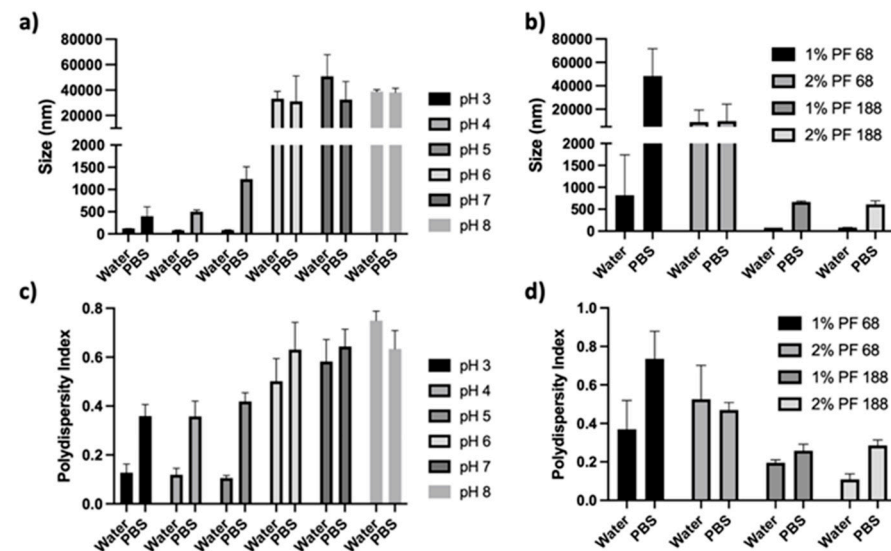 a)
Size (nm)
80000
60000
40000
20000
2000
1500
1000
500
0
Water PBS Water PBS Water PBS Water PBS Water PBS Water PBS
pH 3
pH 4
pH 5
pH 6
pH 7
pH 8
b)
Size (nm)
80000
60000
40000
20000
2000
1500
1000
500
0
Water PBS Water PBS Water PBS Water PBS
1% PF 68
2% PF 68
1% PF 188
2% PF 188
c)
Polydispersity Index
0.8
0.6
0.4
0.2
0.0
Water PBS Water PBS Water PBS Water PBS Water PBS Water PBS
pH 3
pH 4
pH 5
pH 6
pH 7
pH 8
d)
Polydispersity Index
1.0
0.8
0.6
0.4
0.2
0.0
Water PBS Water PBS Water PBS Water PBS
1% PF 68
2% PF 68
1% PF 188
2% PF 188